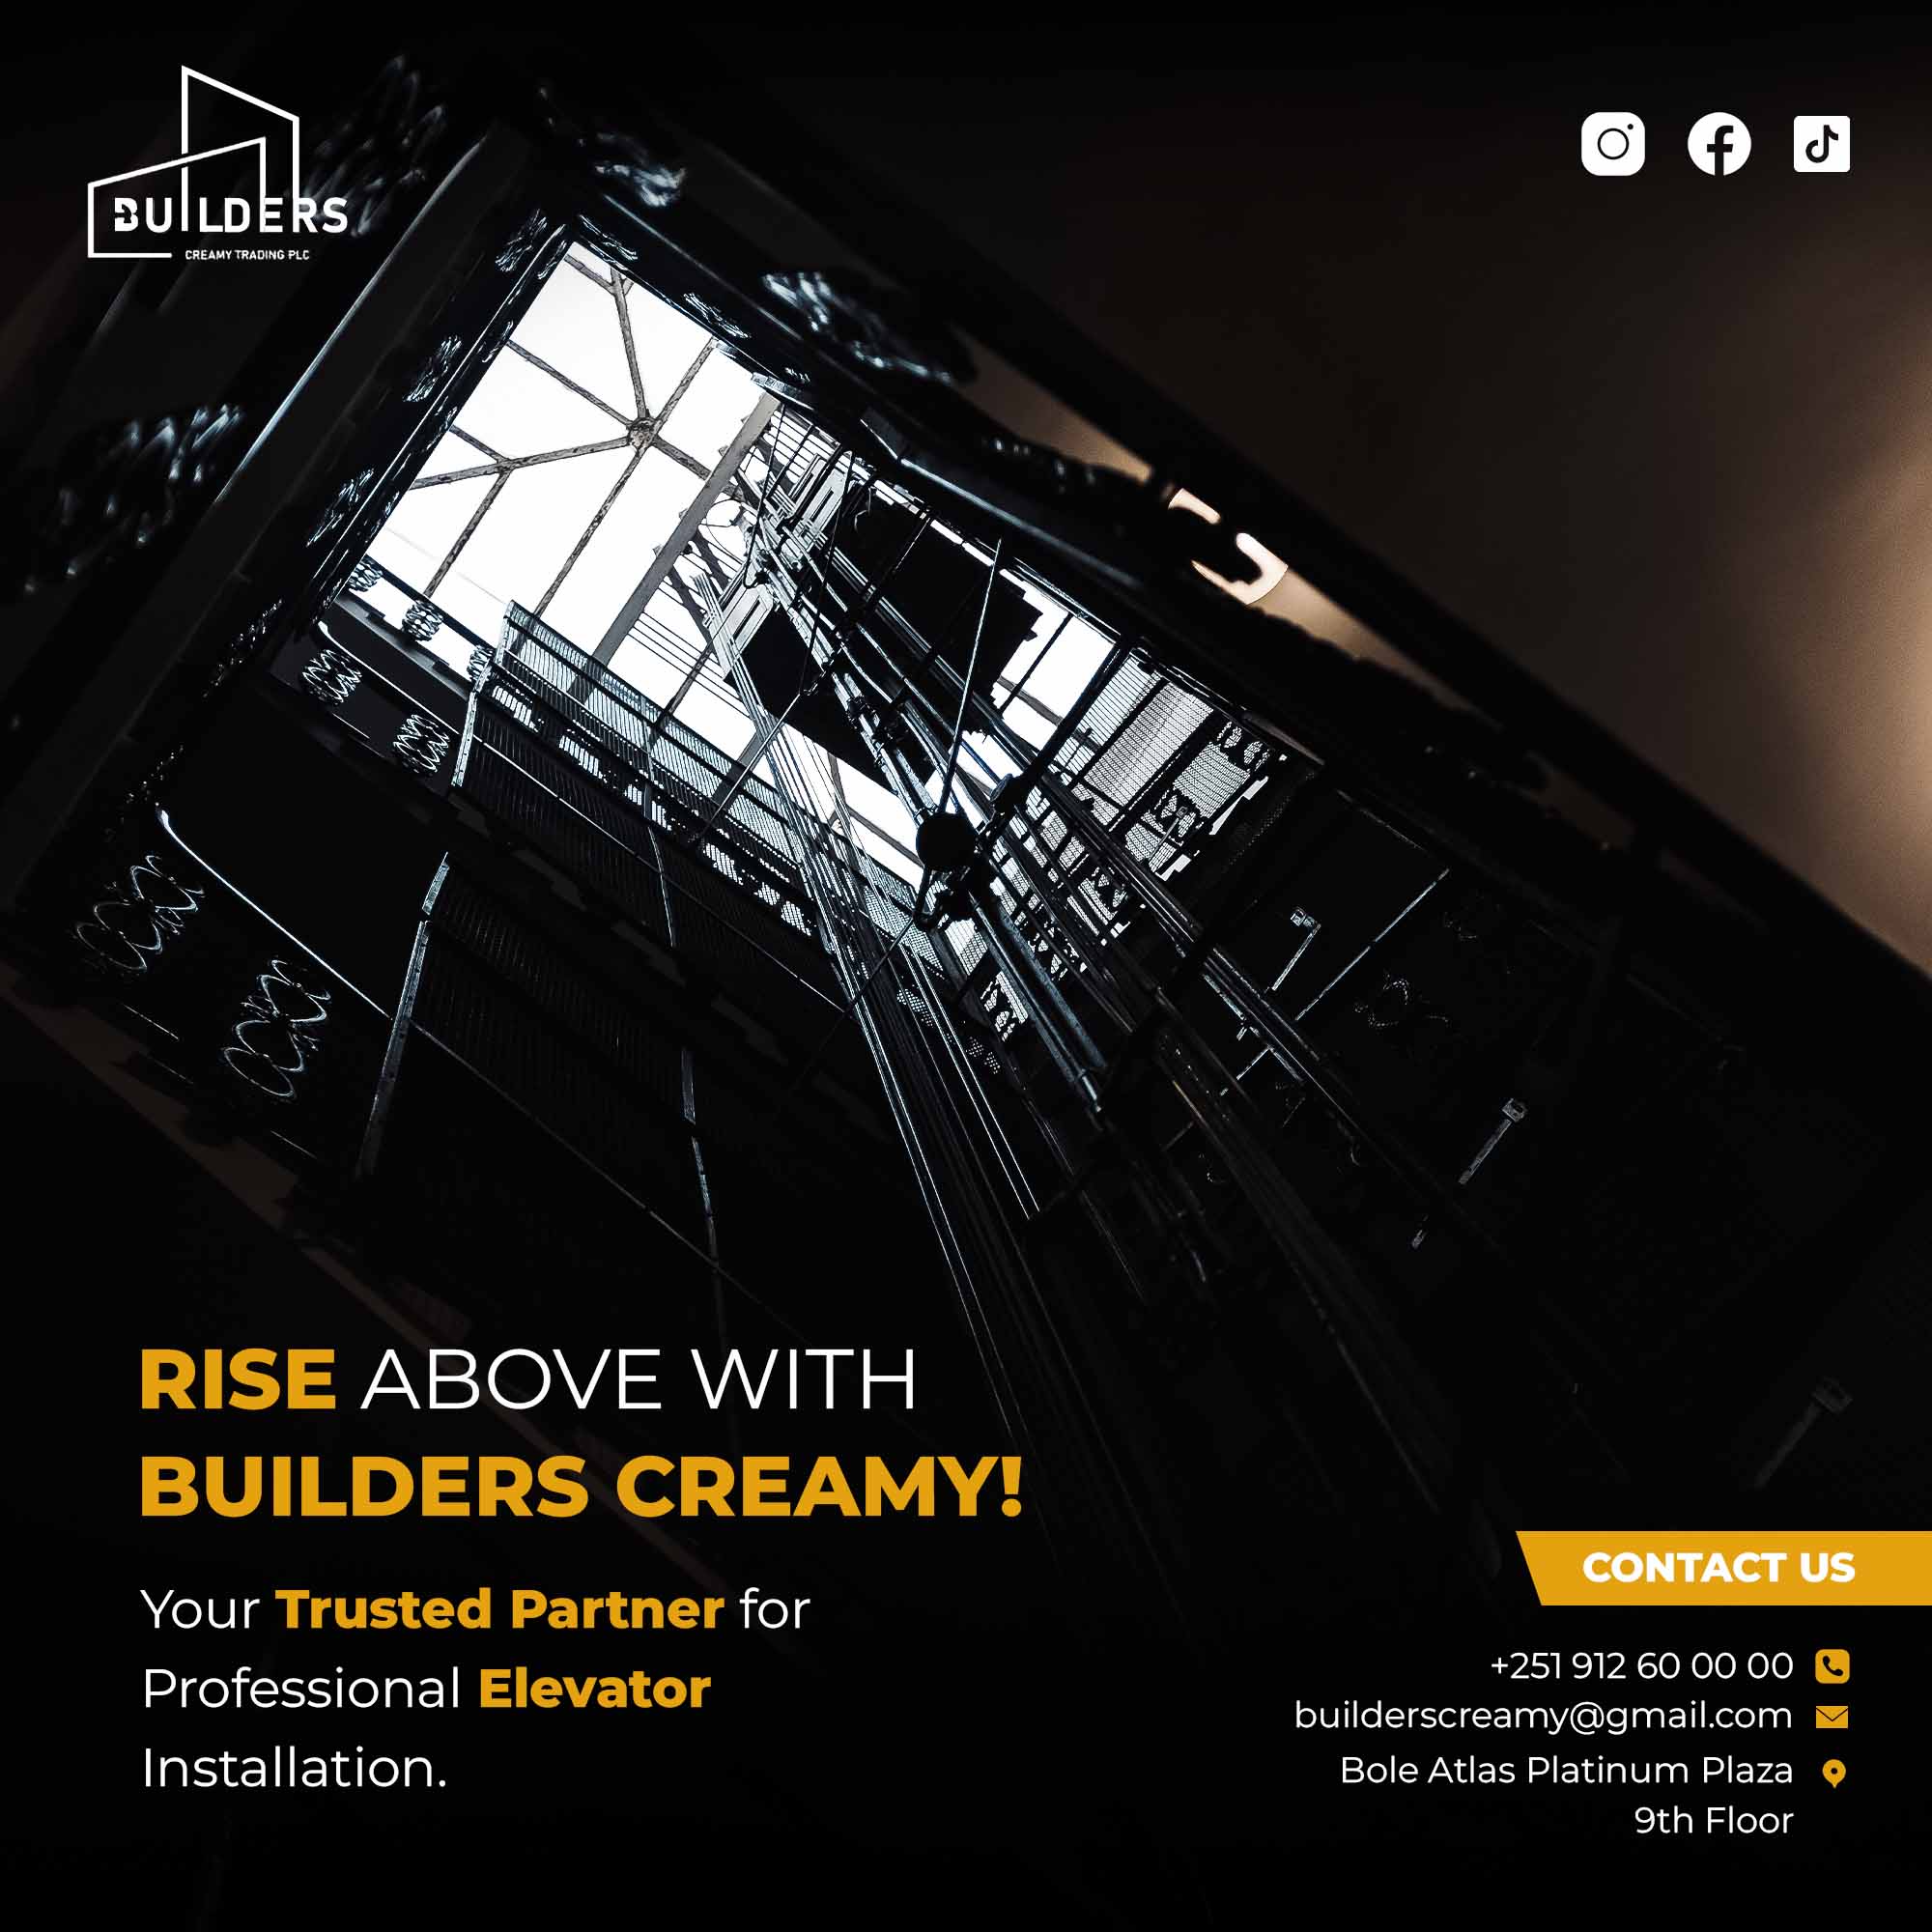 BUILDERS
CREAMY TRADING PLC
RISE ABOVE WITH
BUILDERS CREAMY!
Your Trusted Partner for
Professional Elevator
Installation.
CONTACT US
+251 912 60 00 00
builderscreamy@gmail.com
Bole Atlas Platinum Plaza
9th Floor